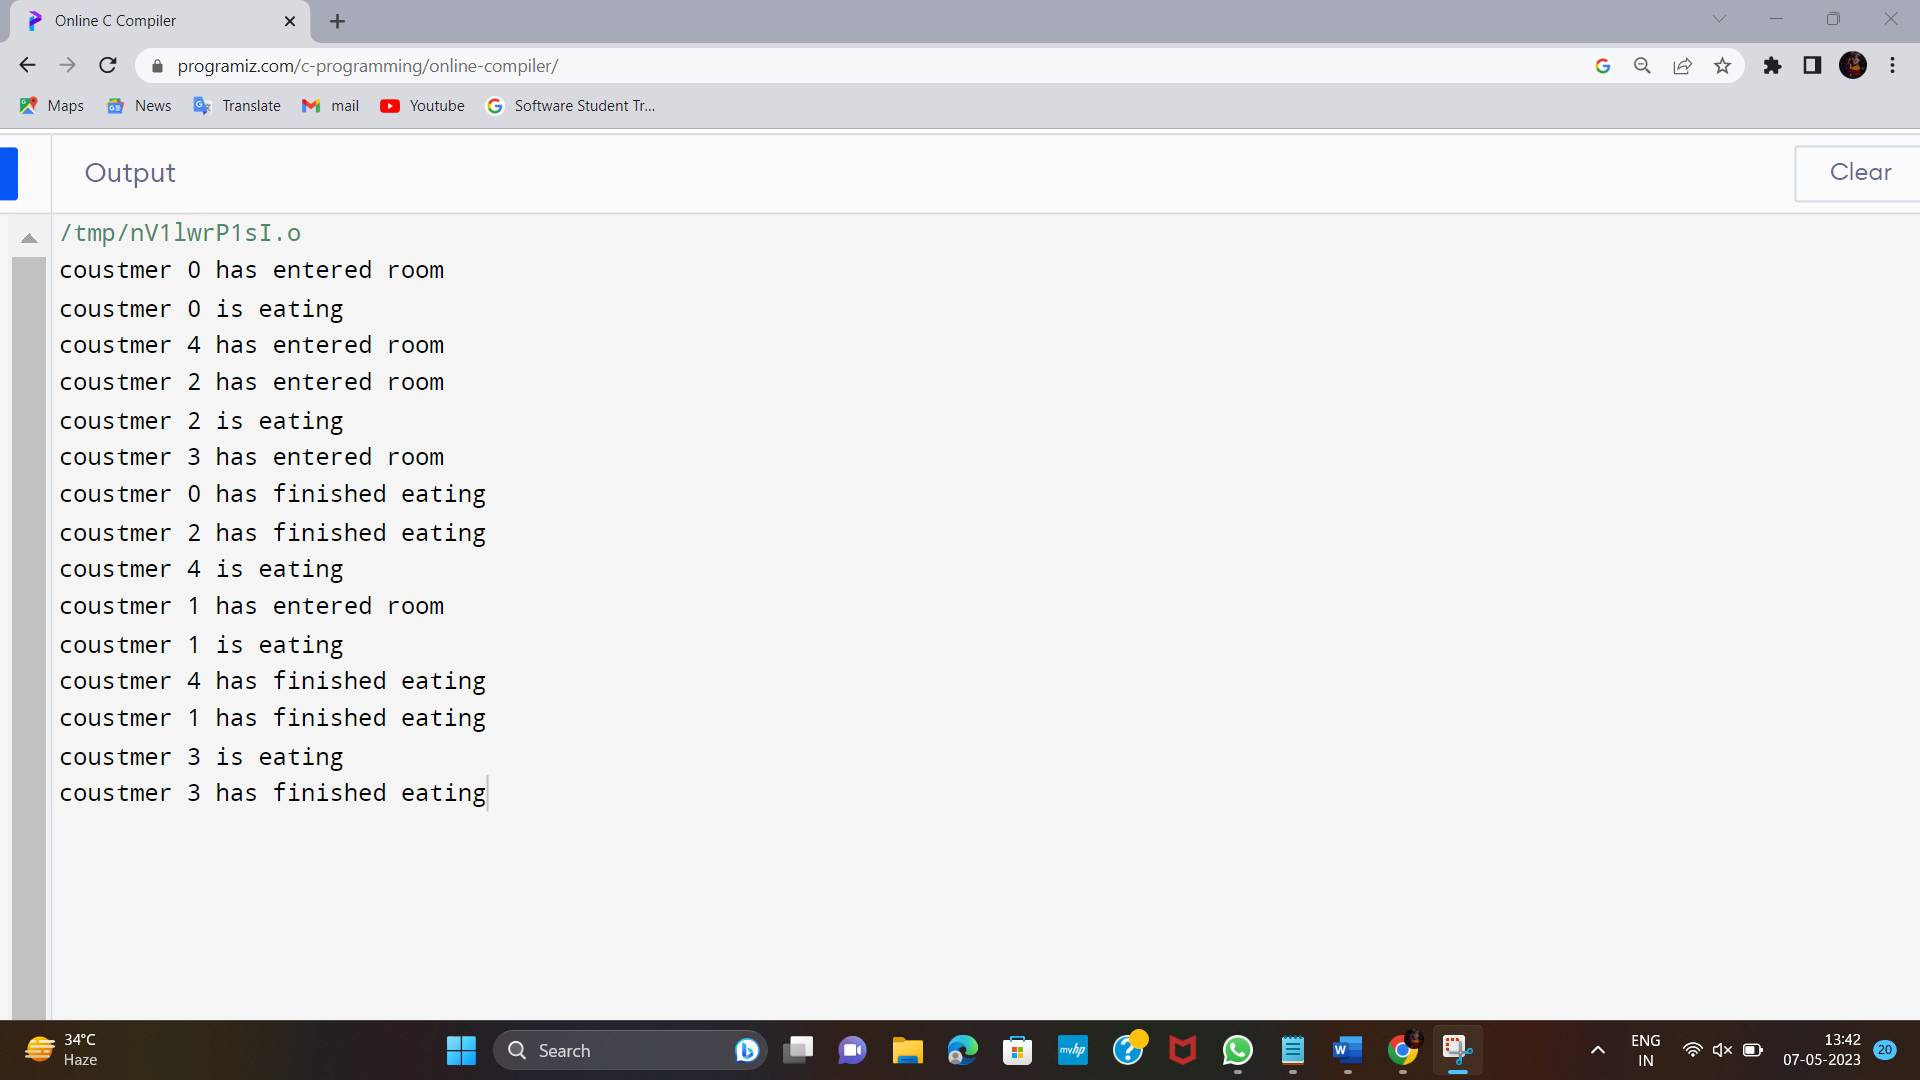 Online C Compiler
programiz.com/c-programming/online-compiler/
Maps News Translate mail Youtube Software Student Tr...
Output
Clear
/tmp/nV1lwrP1sI.o
coustmer 0 has entered room
coustmer 0 is eating
coustmer 4 has entered room
coustmer 2 has entered room
coustmer 2 is eating
coustmer 3 has entered room
coustmer 0 has finished eating
coustmer 2 has finished eating
coustmer 4 is eating
coustmer 1 has entered room
coustmer 1 is eating
coustmer 4 has finished eating
coustmer 1 has finished eating
coustmer 3 is eating
coustmer 3 has finished eating
34°C
Haze
Search
myhp
ENG
IN
13:42
07-05-2023
20